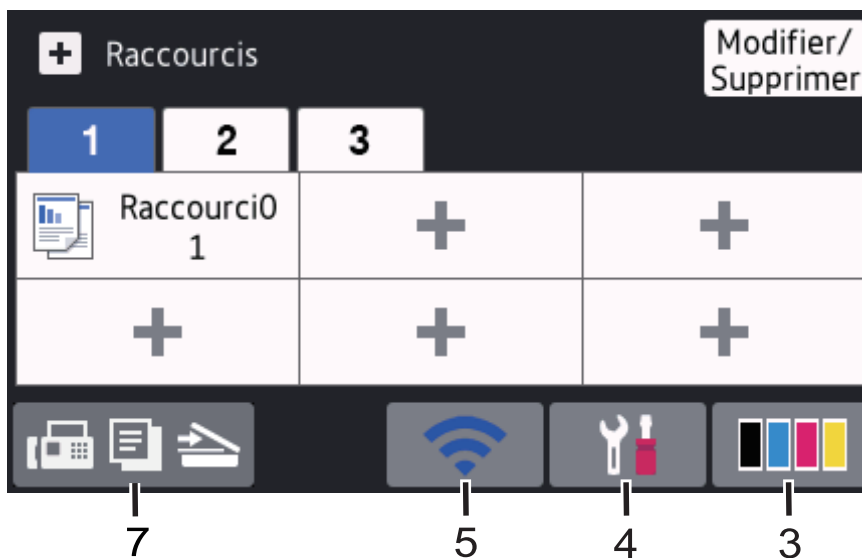 Raccourcis
Modifier/
Supprimer
1 2 3
Raccourci0
1
7 5 4 3